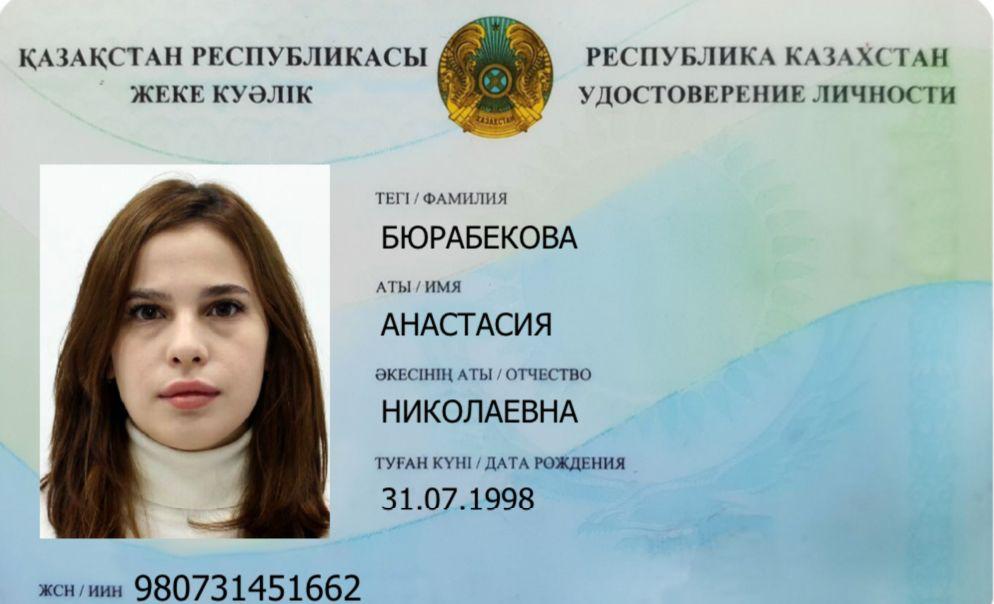 ҚАЗАҚСТАН РЕСПУБЛИКАСЫ
ЖЕКЕ КУӘЛІК
ҚАЗАҚСТАН
РЕСПУБЛИКА КАЗАХСТАН
УДОСТОВЕРЕНИЕ ЛИЧНОСТИ
ТЕГІ / ФАМИЛИЯ
БЮРАБЕКОВА
АТЫ / ИМЯ
АНАСТАСИЯ
ӘКЕСІНІҢ АТЫ / ОТЧЕСТВО
НИКОЛАЕВНА
ТУҒАН КҮНІ / ДАТА РОЖДЕНИЯ
31.07.1998
ЖСН / ИИН 980731451662